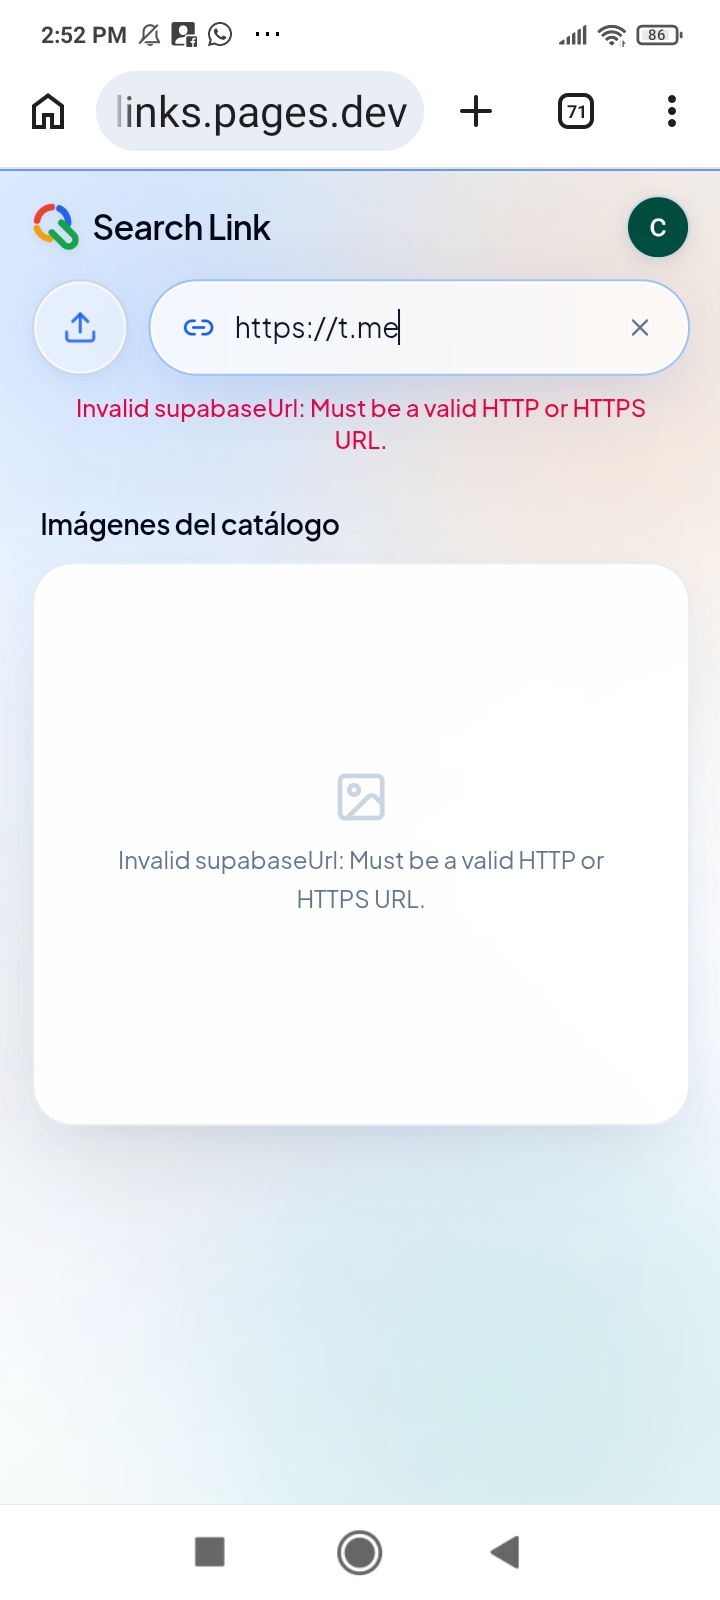 2:52 PM
86
links.pages.dev
71
Search Link
C
https://t.me
Invalid supabaseUrl: Must be a valid HTTP or HTTPS
URL.
Imágenes del catálogo
Invalid supabaseUrl: Must be a valid HTTP or
HTTPS URL.